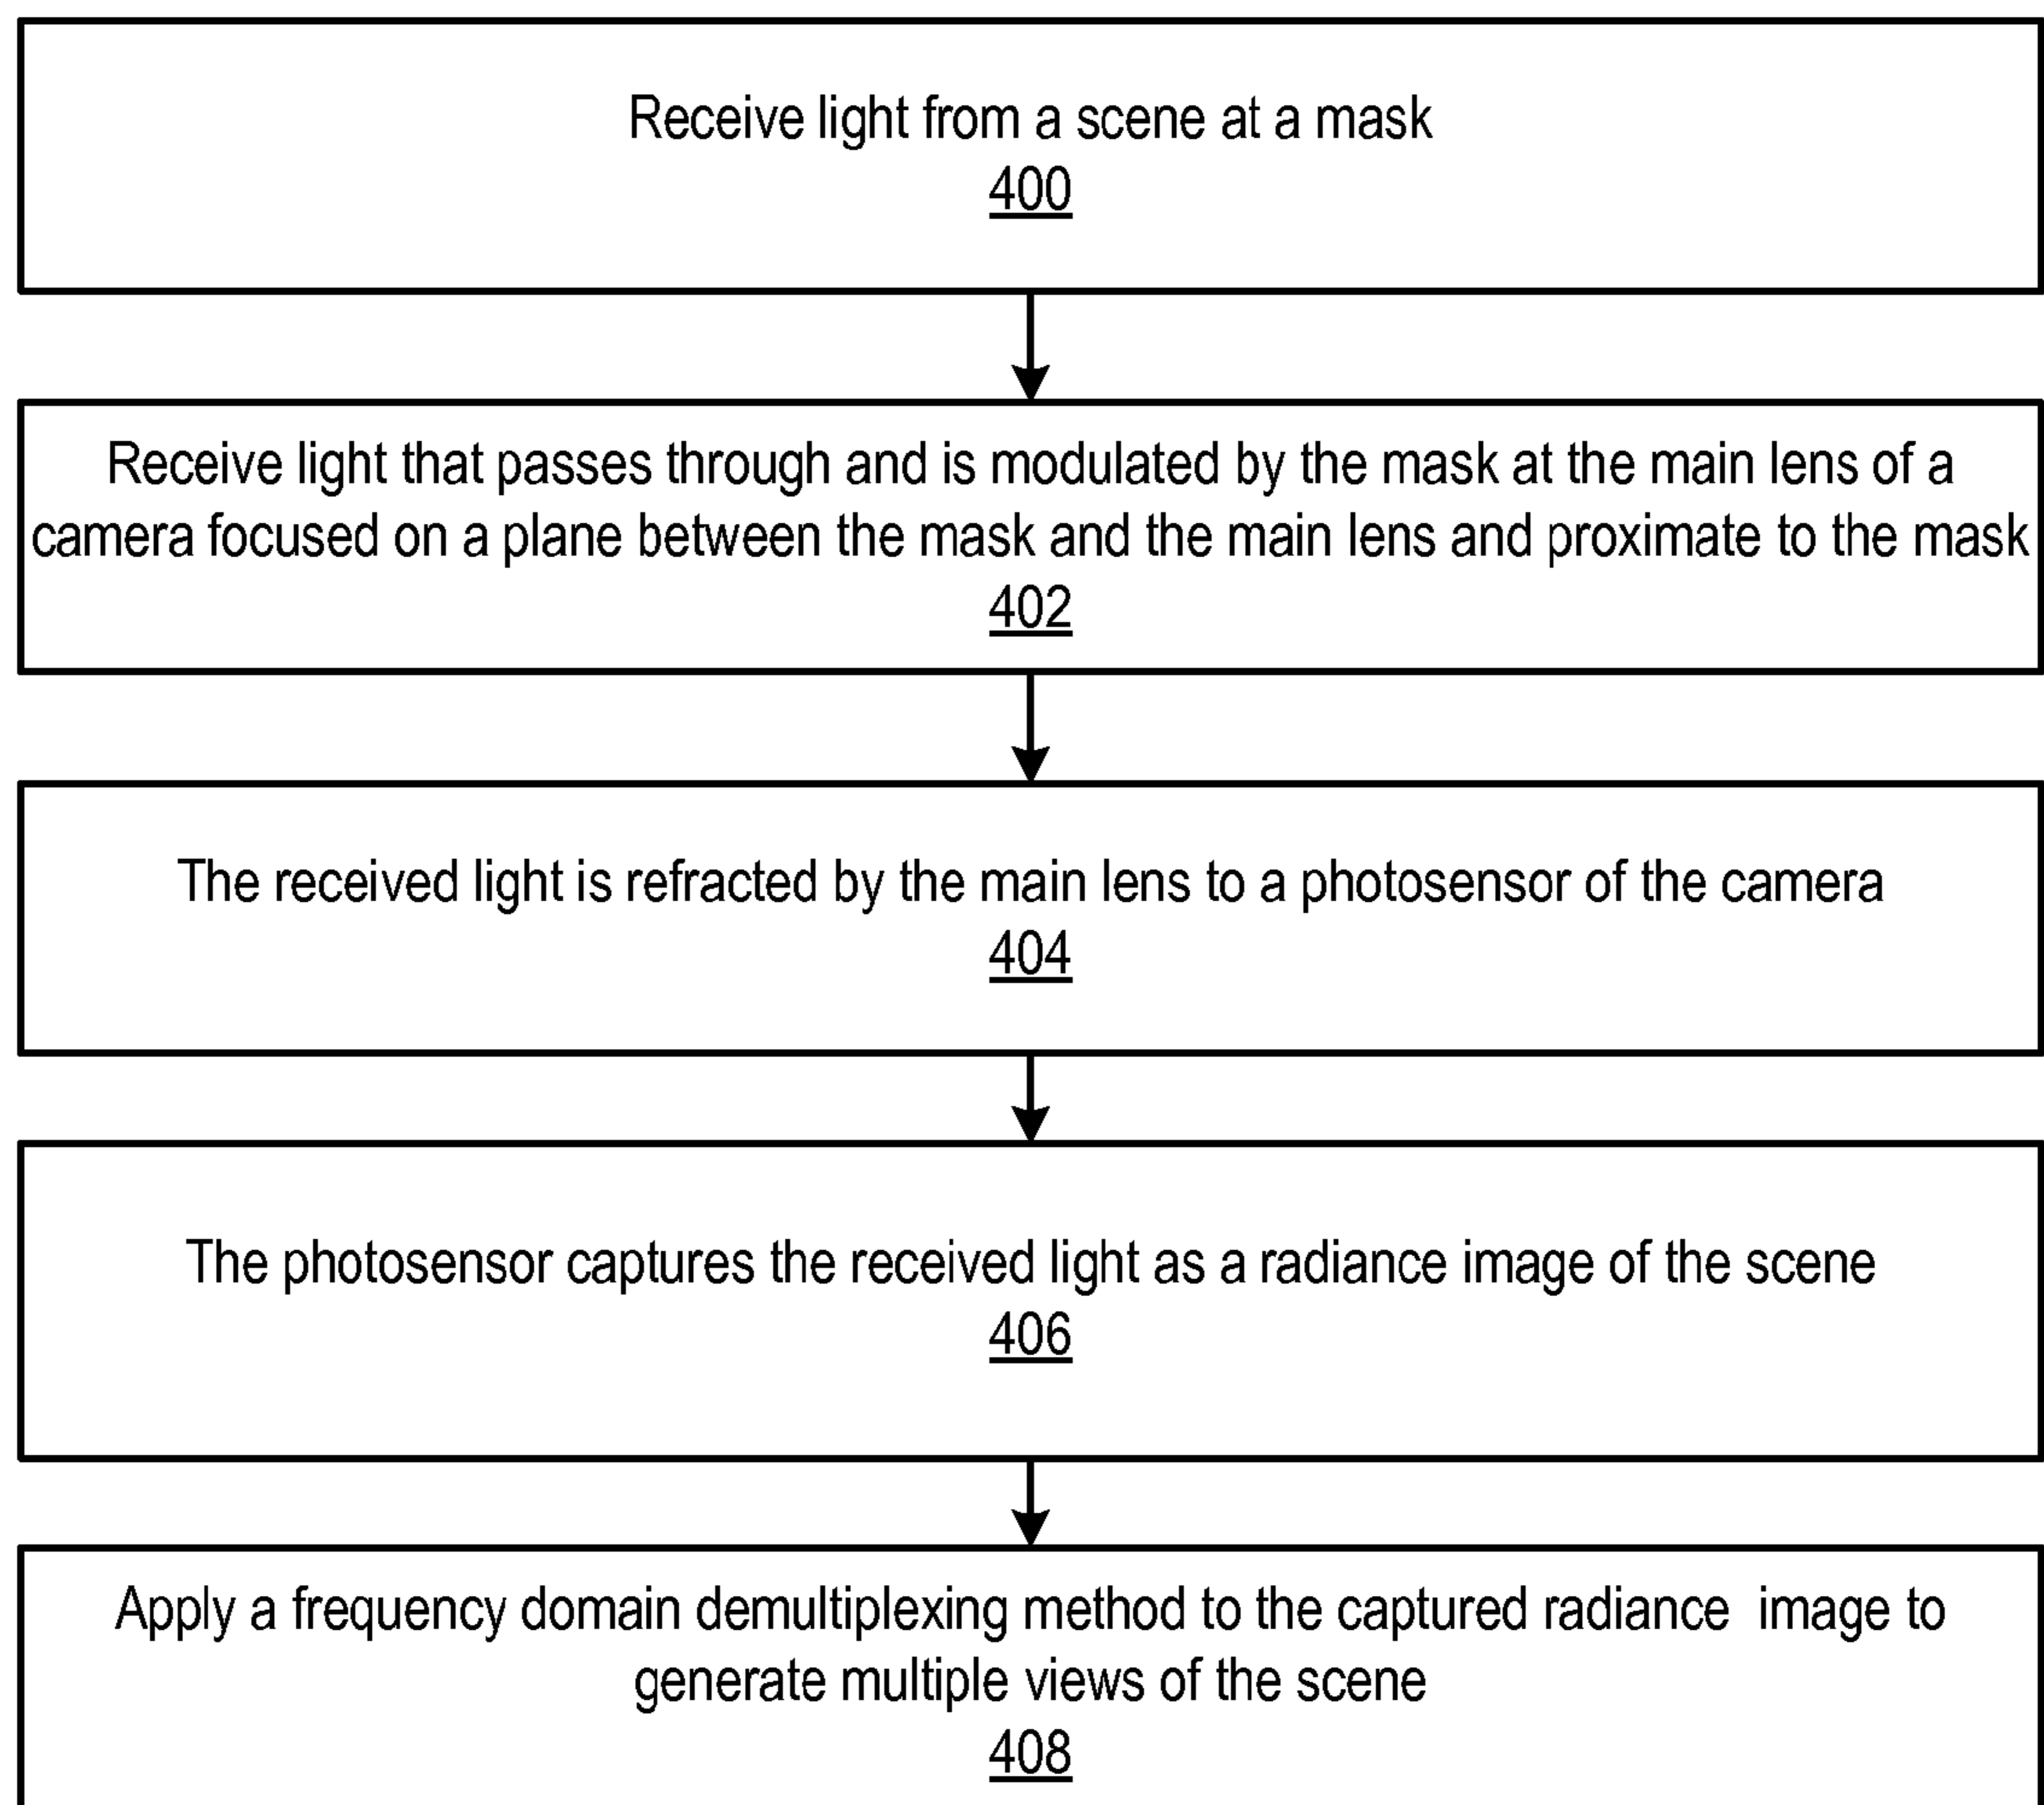 Receive light from a scene at a mask
400
Receive light that passes through and is modulated by the mask at the main lens of a
camera focused on a plane between the mask and the main lens and proximate to the mask
402
The received light is refracted by the main lens to a photosensor of the camera
404
The photosensor captures the received light as a radiance image of the scene
406
Apply a frequency domain demultiplexing method to the captured radiance image to
generate multiple views of the scene
408